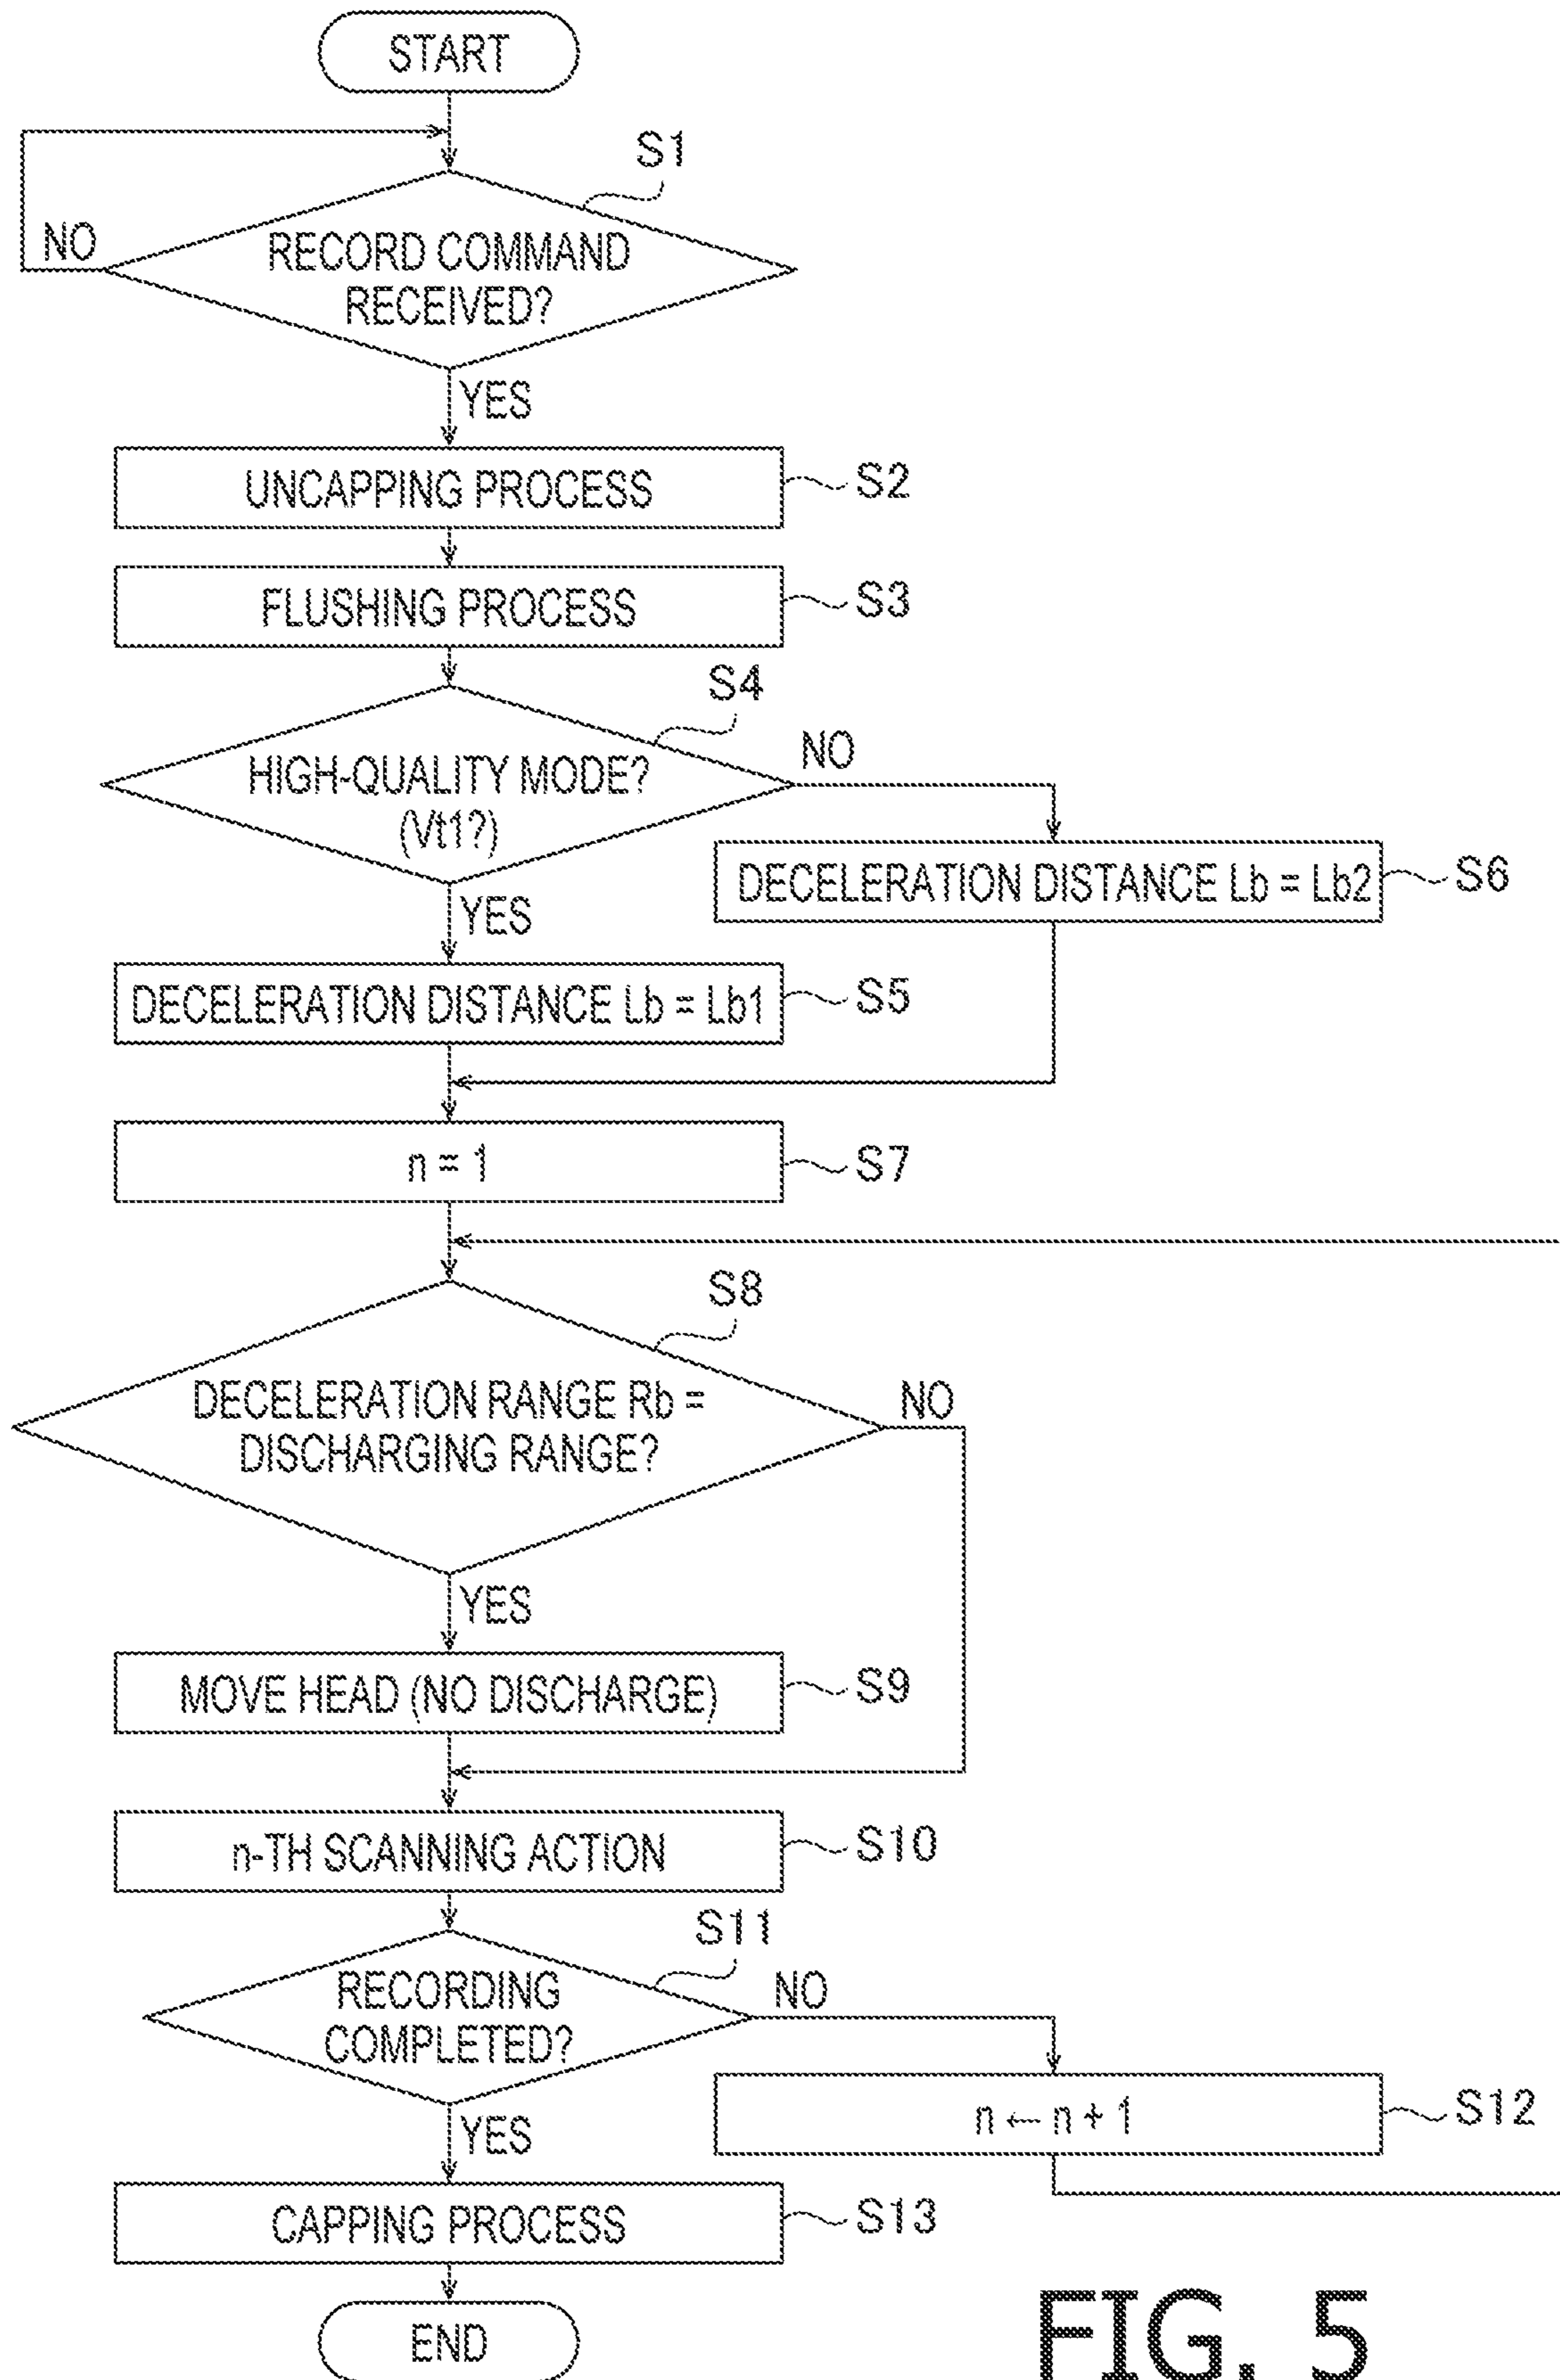 START
S1
NO
RECORD COMMAND
RECEIVED?
YES
UNCAPPING PROCESS
S2
FLUSHING PROCESS
S3
S4
HIGH-QUALITY MODE?
(Vt1?)
NO
DECELERATION DISTANCE Lb = Lb2
S6
YES
DECELERATION DISTANCE Lb = Lb1
S5
n = 1
S7
S8
DECELERATION RANGE Rb =
DISCHARGING RANGE?
NO
YES
MOVE HEAD (NO DISCHARGE)
S9
n-TH SCANNING ACTION
S10
S11
RECORDING
COMPLETED?
NO
n ← n + 1
S12
YES
CAPPING PROCESS
S13
END
FIG. 5